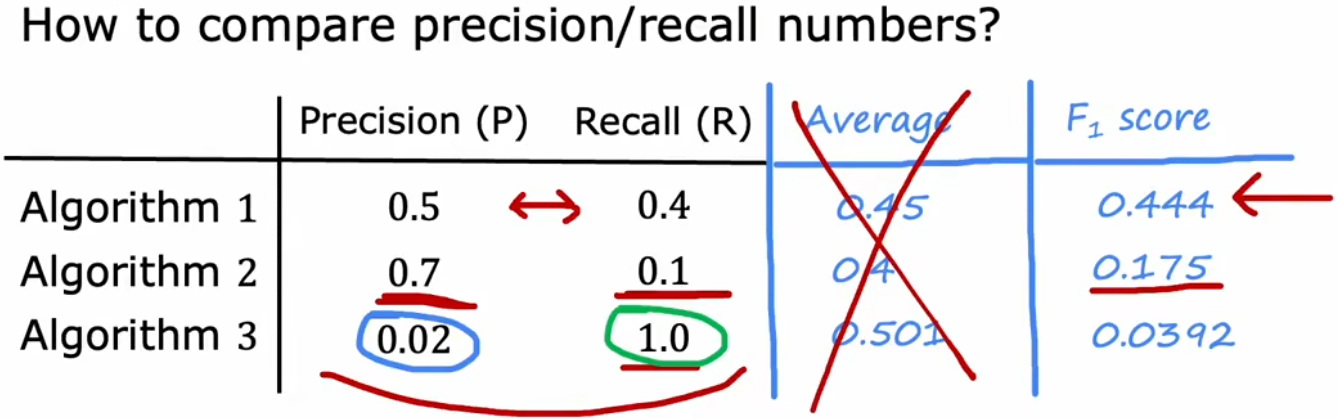 How to compare precision/recall numbers?
Precision (P) Recall (R) Average F₁ score
Algorithm 1 0.5 0.4 0.45 0.444
Algorithm 2 0.7 0.1 0.4 0.175
Algorithm 3 0.02 1.0 0.501 0.0392